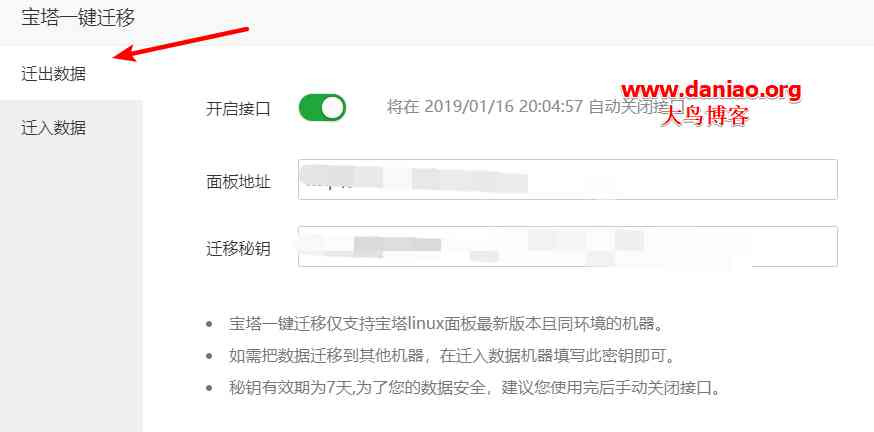 宝塔一键迁移
迁出数据
迁入数据
开启接口
将在 2019/01/16 20:04:57 自动关闭接口
www.daniao.org
大鸟博客
面板地址
迁移秘钥
宝塔一键迁移仅支持宝塔linux面板最新版本且同环境的机器。
如需把数据迁移到其他机器，在迁入数据机器填写此密钥即可。
秘钥有效期为7天,为了您的数据安全，建议您使用完后手动关闭接口。